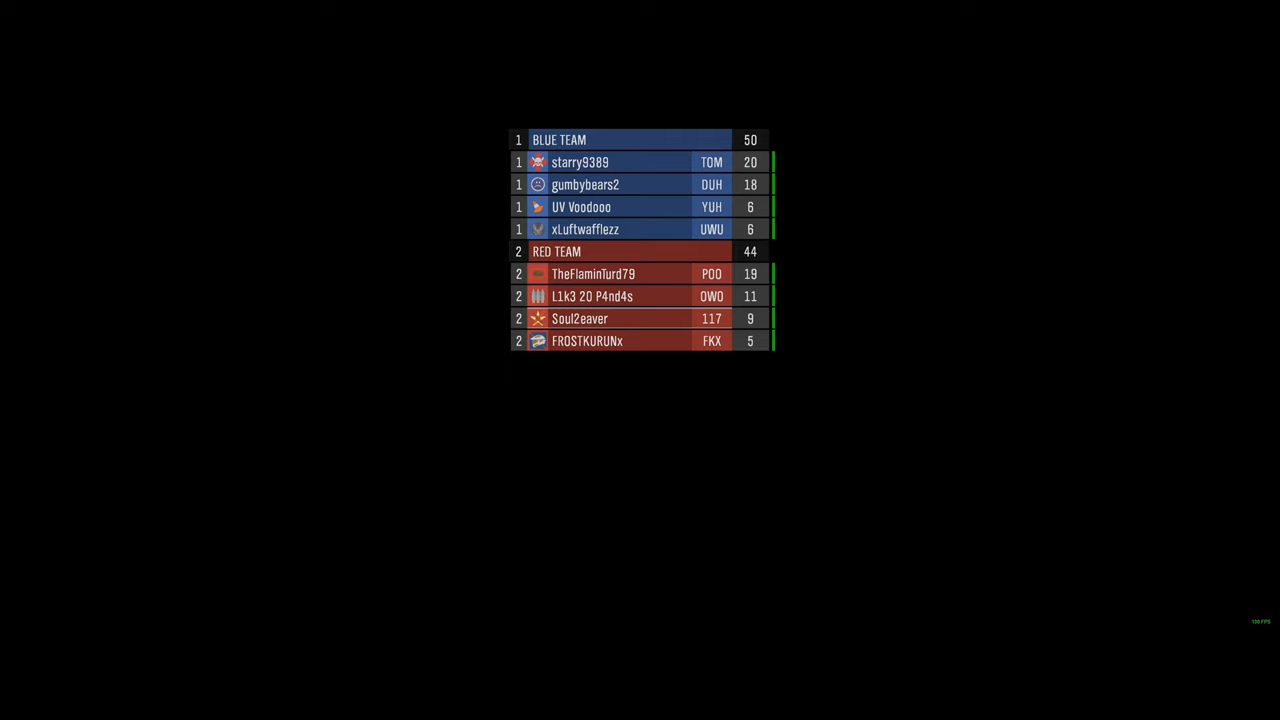 1 BLUE TEAM 50
1 starry9389 TOM 20
1 gumbybears2 DUH 18
1 UV Voodooo YUH 6
1 xLuftwafflezz UWU 6
2 RED TEAM 44
2 TheFlaminTurd79 POO 19
2 L1k3 20 P4nd4s OWO 11
2 Soul2eaver 117 9
2 FROSTKURUNx FKX 5